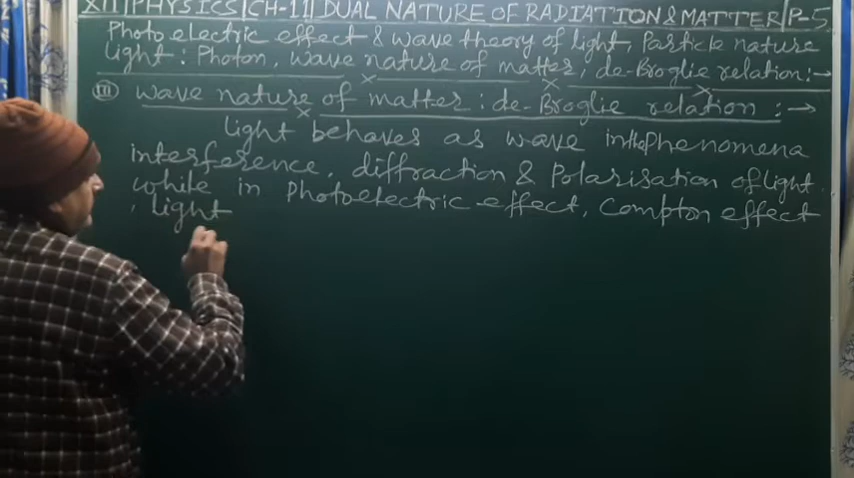 XII PHYSICS CH-11 DUAL NATURE OF RADIATION & MATTER P-5
Photo electric effect & wave theory of light, Particle nature
light: Photon, wave nature of matter, de-Broglie relation:→
III wave nature of matter: de-Broglie relation :→
light behaves as wave in the Phenomena
interference, diffraction & Polarisation of light
while in Photoelectric effect, Compton effect
, light